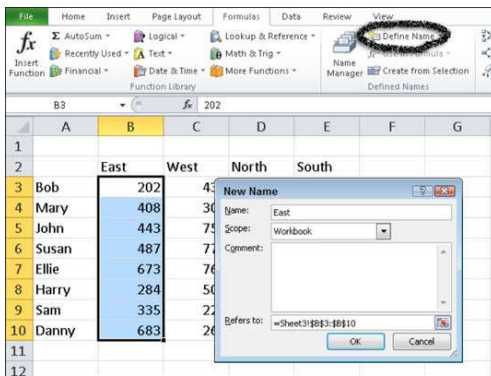 File Home Insert Page Layout Formulas Data Review View
Σ AutoSum Logical Lookup & Reference Define Name
fx Recently Used A Text Math & Trig
Insert Function Financial Date & Time More Functions Name Manager Create from Selection
Function Library Defined Names
B3 fx 202
A B C D E F G
1
2 East West North South
3 Bob 202
4 Mary 408
5 John 443
6 Susan 487
7 Ellie 673
8 Harry 284
9 Sam 335
10 Danny 683
11
12
New Name
Name: East
Scope: Workbook
Comment:
Refers to: =Sheet3!$B$3:$B$10
OK Cancel